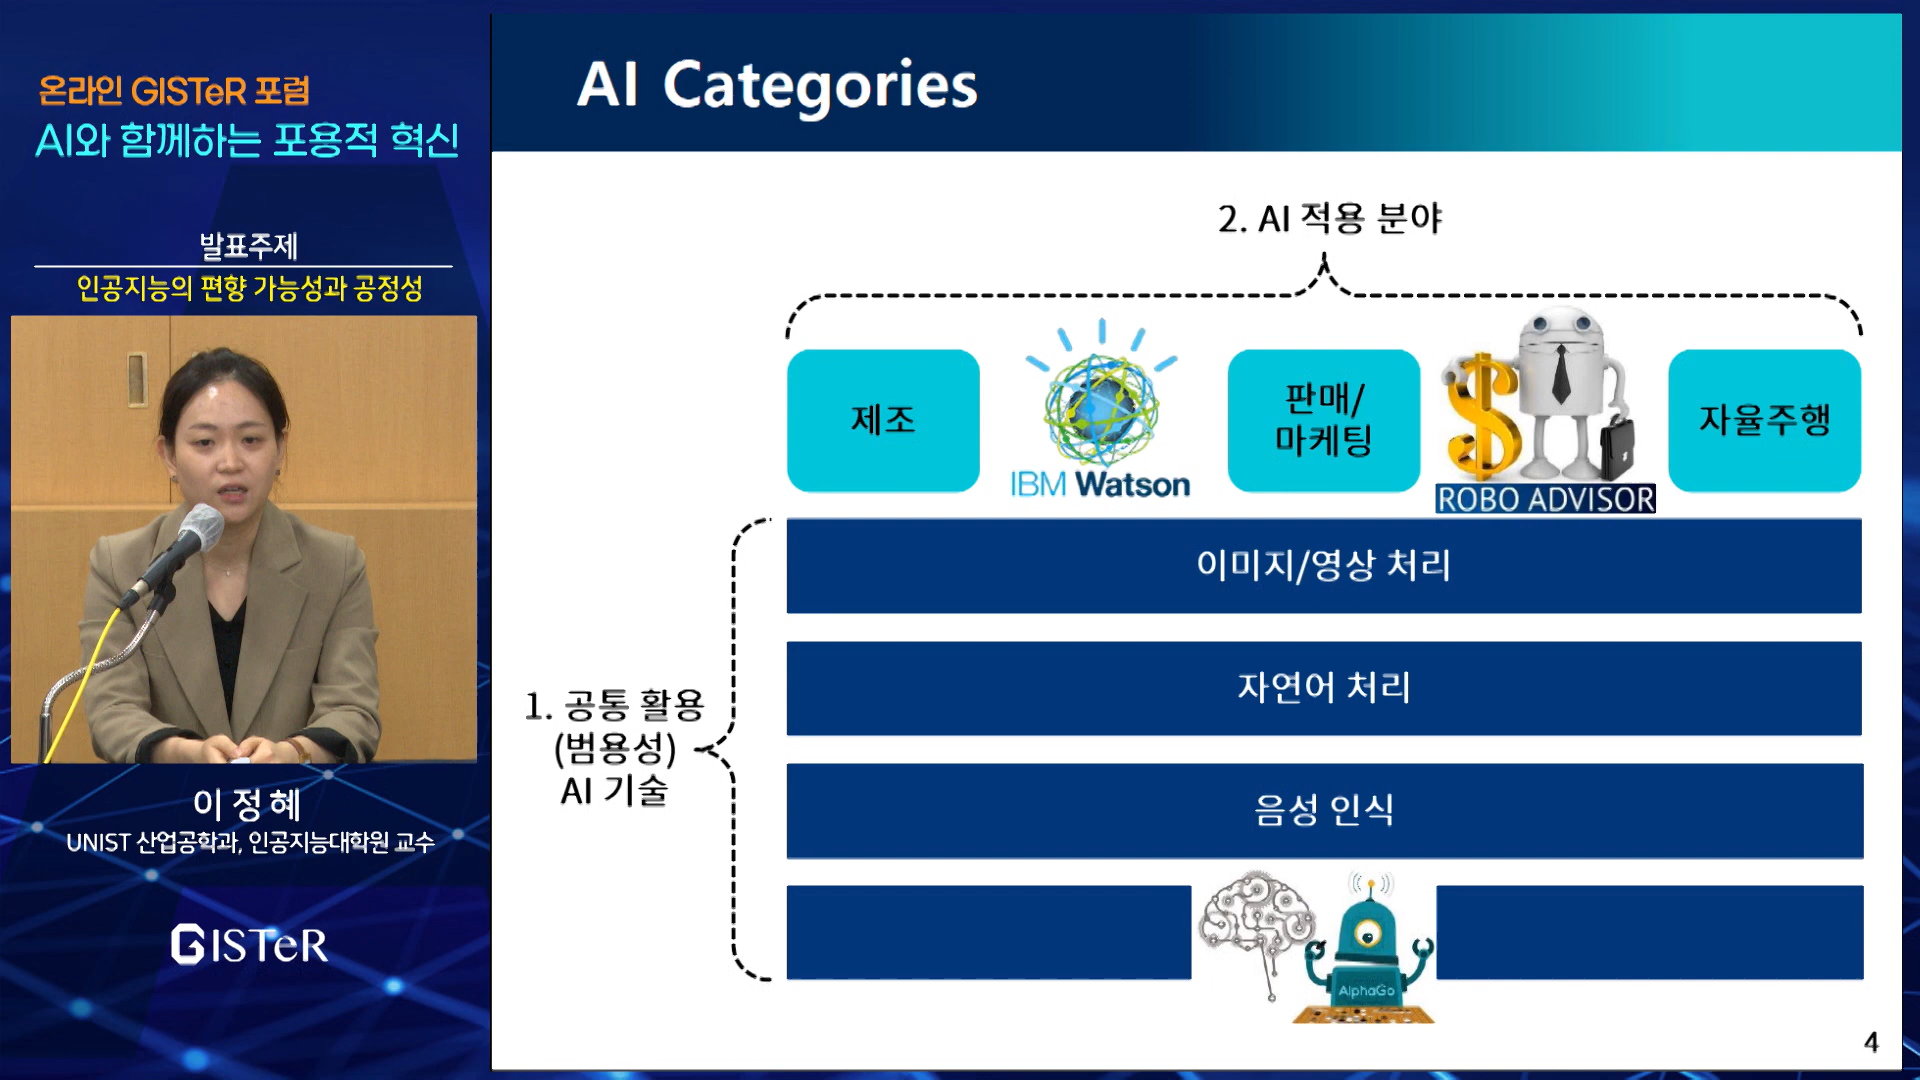 온라인 GISTeR 포럼
AI와 함께하는 포용적 혁신
발표주제
인공지능의 편향 가능성과 공정성
이 정 혜
UNIST 산업공학과, 인공지능대학원 교수
GISTeR
AI Categories
2. AI 적용 분야
제조
IBM Watson
판매/
마케팅
ROBO ADVISOR
자율주행
1. 공통 활용
(범용성)
AI 기술
이미지/영상 처리
자연어 처리
음성 인식
AlphaGo
4